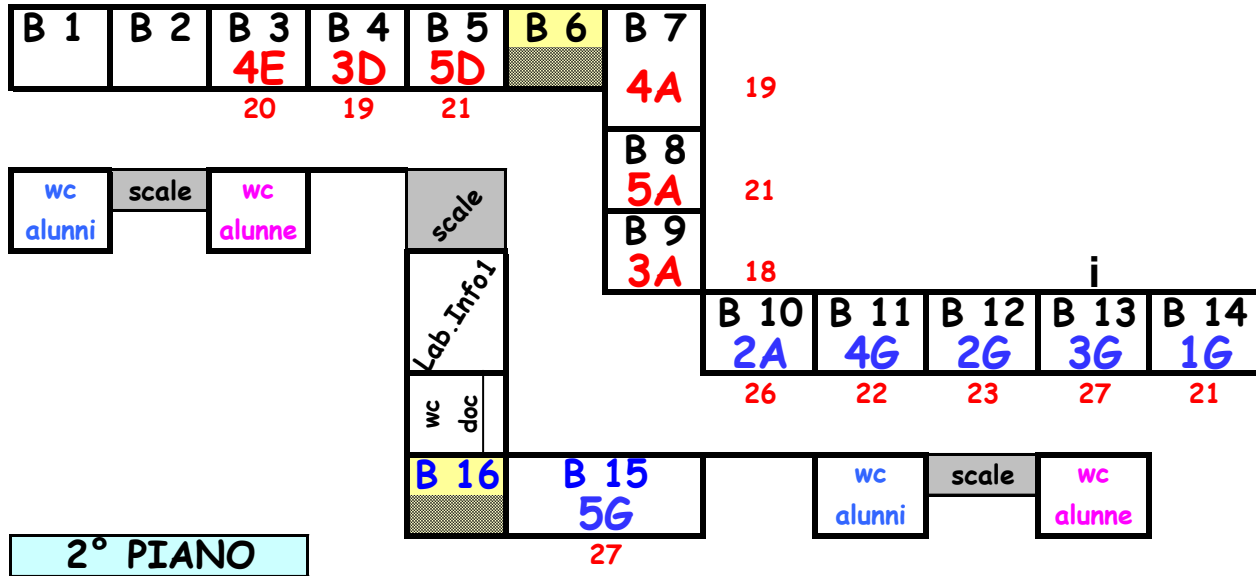 B 1 B 2 B 3 B 4 B 5 B 6 B 7
4E 3D 5D
4A 19
20 19 21
B 8
5A 21
B 9
3A 18
wc alunni
scale
wc alunne
scale
Lab.Info1
wc doc
i
B 10 B 11 B 12 B 13 B 14
2A 4G 2G 3G 1G
26 22 23 27 21
B 16 B 15
5G
27
wc alunni
scale
wc alunne
2° PIANO